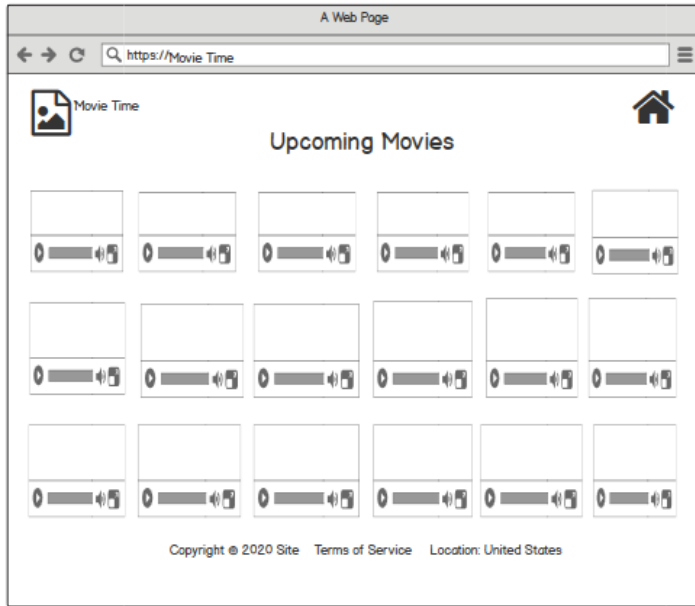 A Web Page
https://Movie Time
Movie Time
Upcoming Movies
Copyright © 2020 Site Terms of Service Location: United States